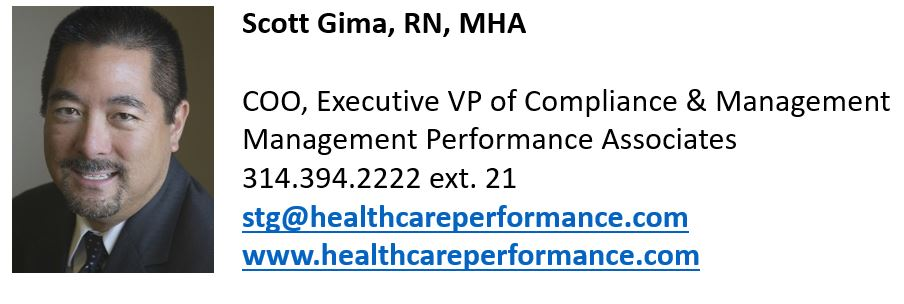 Scott Gima, RN, MHA
COO, Executive VP of Compliance & Management
Management Performance Associates
314.394.2222 ext. 21
stg@healthcareperformance.com
www.healthcareperformance.com